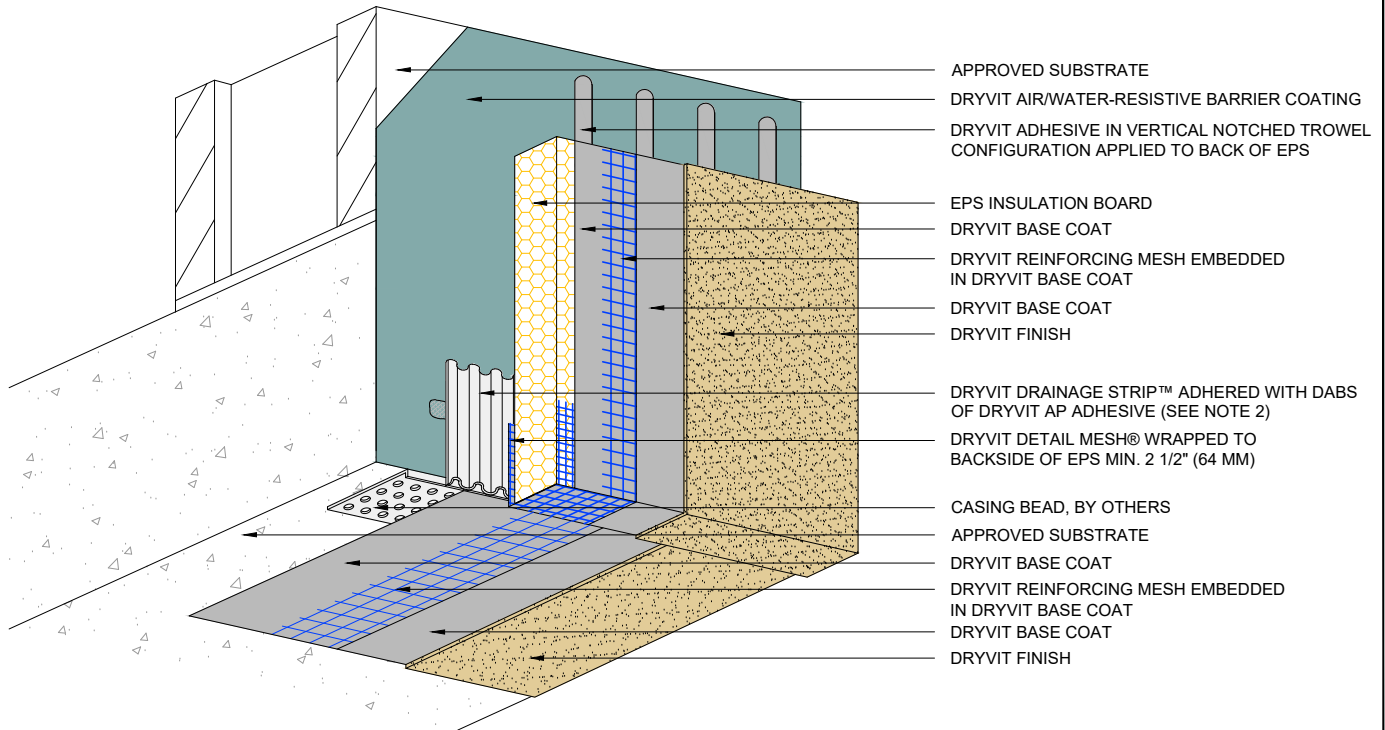 APPROVED SUBSTRATE
DRYVIT AIR/WATER-RESISTIVE BARRIER COATING
DRYVIT ADHESIVE IN VERTICAL NOTCHED TROWEL
CONFIGURATION APPLIED TO BACK OF EPS
EPS INSULATION BOARD
DRYVIT BASE COAT
DRYVIT REINFORCING MESH EMBEDDED
IN DRYVIT BASE COAT
DRYVIT BASE COAT
DRYVIT FINISH
DRYVIT DRAINAGE STRIP™ ADHERED WITH DABS
OF DRYVIT AP ADHESIVE (SEE NOTE 2)
DRYVIT DETAIL MESH® WRAPPED TO
BACKSIDE OF EPS MIN. 2 1/2" (64 MM)
CASING BEAD, BY OTHERS
APPROVED SUBSTRATE
DRYVIT BASE COAT
DRYVIT REINFORCING MESH EMBEDDED
IN DRYVIT BASE COAT
DRYVIT BASE COAT
DRYVIT FINISH